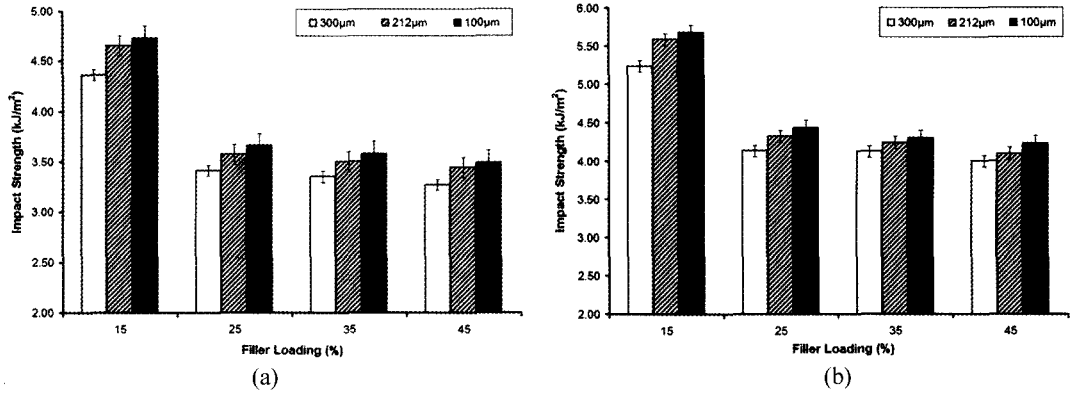 300μm 212μm 100μm
5.00
4.50
4.00
3.50
3.00
2.50
2.00
Impact Strength (kJ/m²)
15 25 35 45
Filler Loading (%)
(a)
300μm 212μm 100μm
6.00
5.50
5.00
4.50
4.00
3.50
3.00
2.50
2.00
Impact Strength (kJ/m²)
15 25 35 45
Filler Loading (%)
(b)